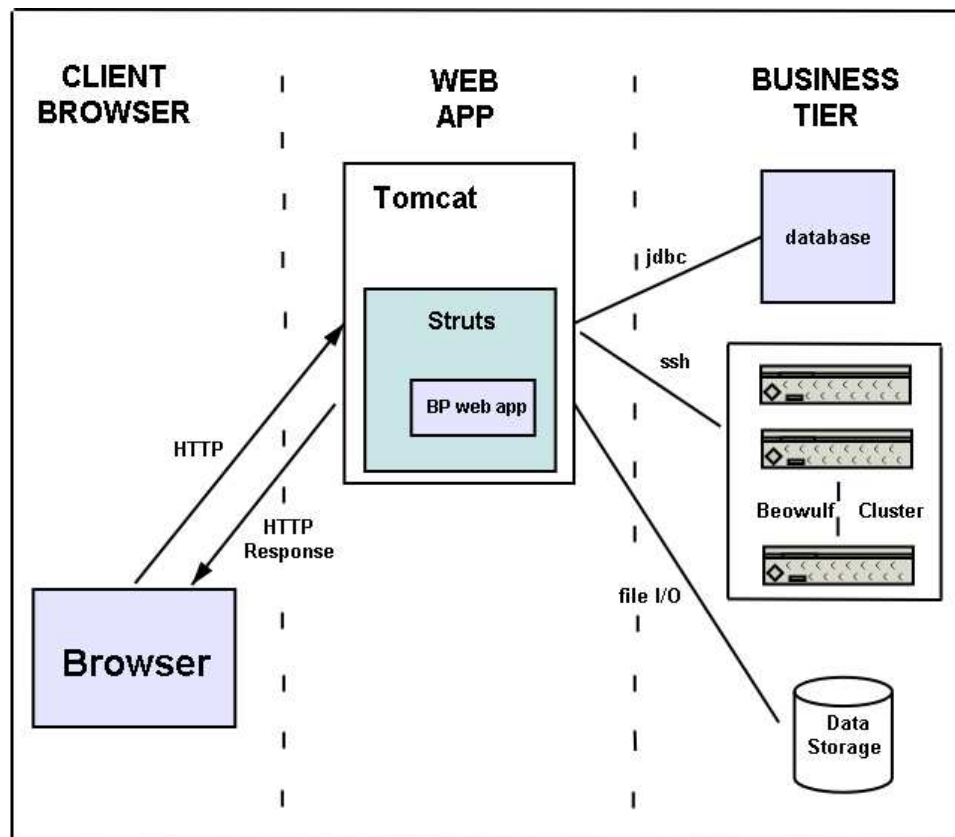 CLIENT
BROWSER
WEB
APP
BUSINESS
TIER
Tomcat
Struts
BP web app
database
jdbc
ssh
Beowulf
Cluster
HTTP
HTTP
Response
file I/O
Browser
Data
Storage